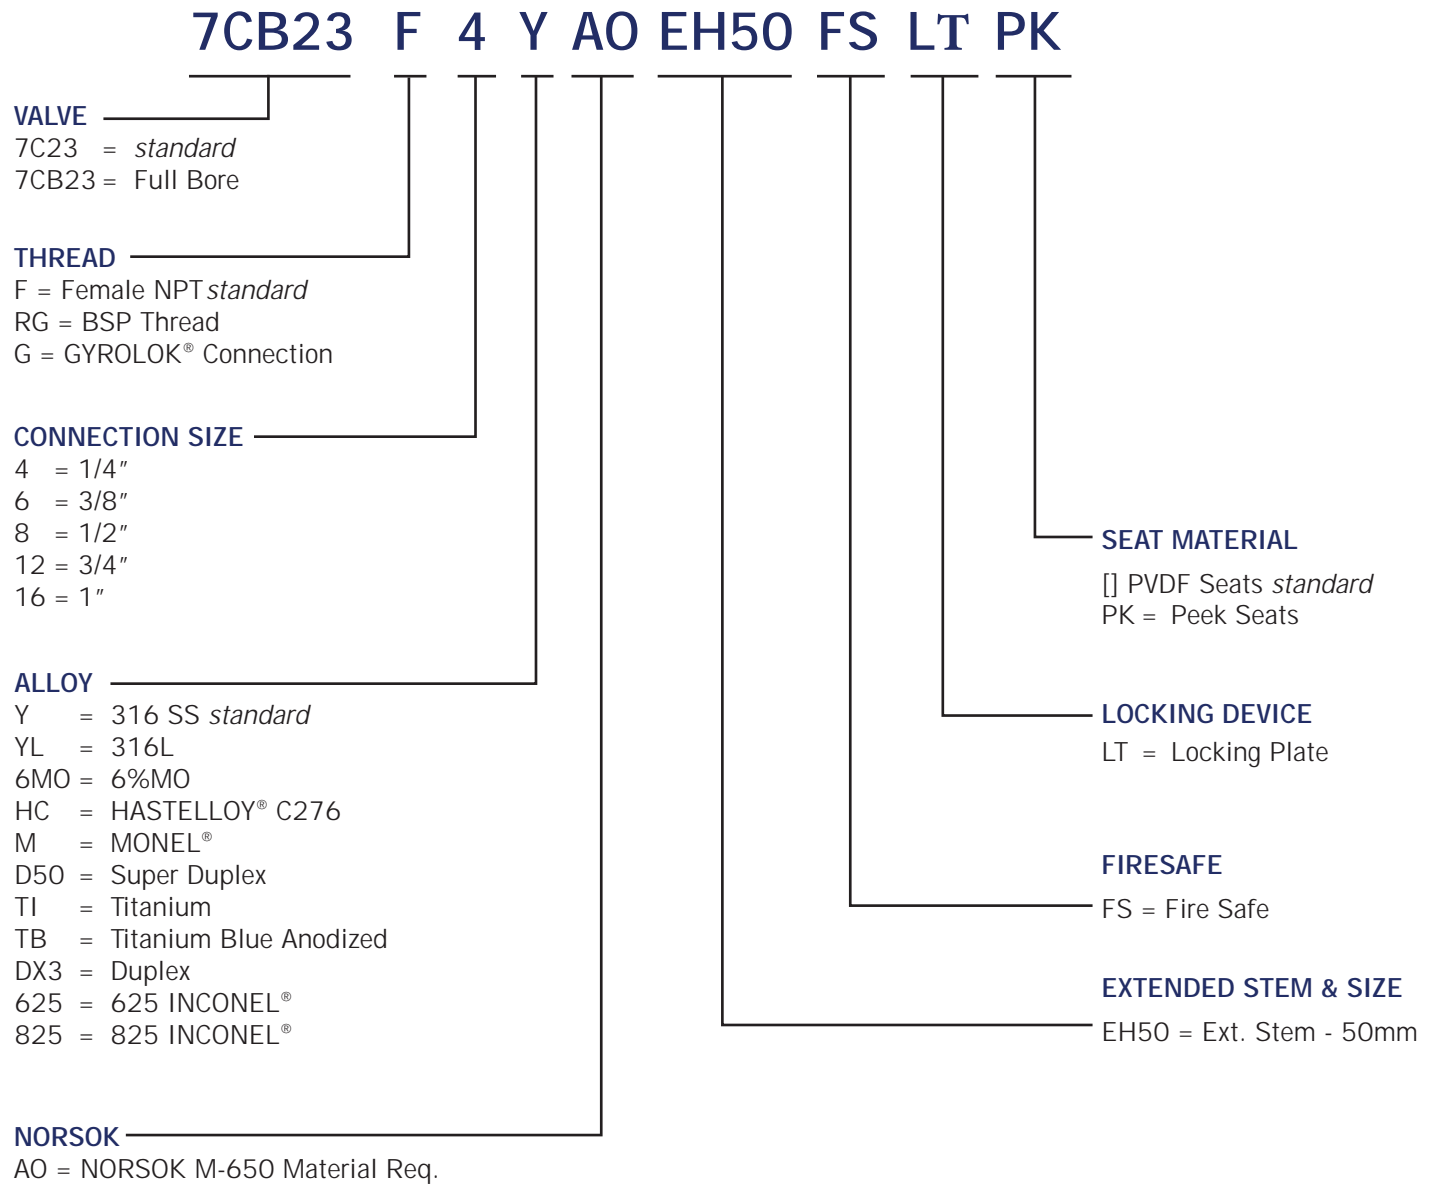 7CB23 F 4 Y AO EH50 FS LT PK
VALVE
7C23 = standard
7CB23 = Full Bore
THREAD
F = Female NPT standard
RG = BSP Thread
G = GYROLOK® Connection
CONNECTION SIZE
4 = 1/4″
6 = 3/8″
8 = 1/2″
12 = 3/4″
16 = 1″
ALLOY
Y = 316 SS standard
YL = 316L
6MO = 6%MO
HC = HASTELLOY® C276
M = MONEL®
D50 = Super Duplex
TI = Titanium
TB = Titanium Blue Anodized
DX3 = Duplex
625 = 625 INCONEL®
825 = 825 INCONEL®
NORSOK
AO = NORSOK M-650 Material Req.
SEAT MATERIAL
[] PVDF Seats standard
PK = Peek Seats
LOCKING DEVICE
LT = Locking Plate
FIRESAFE
FS = Fire Safe
EXTENDED STEM & SIZE
EH50 = Ext. Stem - 50mm